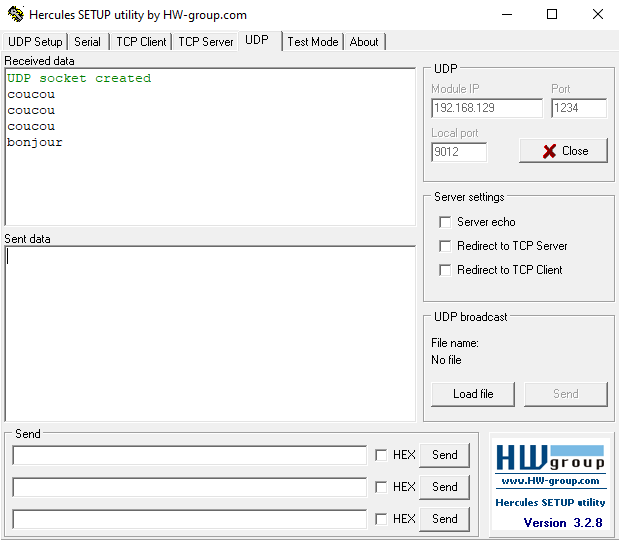 Hercules SETUP utility by HW-group.com
UDP Setup Serial TCP Client TCP Server UDP Test Mode About
Received data
UDP socket created
coucou
coucou
coucou
bonjour
Sent data
UDP
Module IP Port
192.168.129 1234
Local port
9012 Close
Server settings
Server echo
Redirect to TCP Server
Redirect to TCP Client
UDP broadcast
File name:
No file
Load file Send
Send
HEX Send
HEX Send
HEX Send
HW group
www.HW-group.com
Hercules SETUP utility
Version 3.2.8